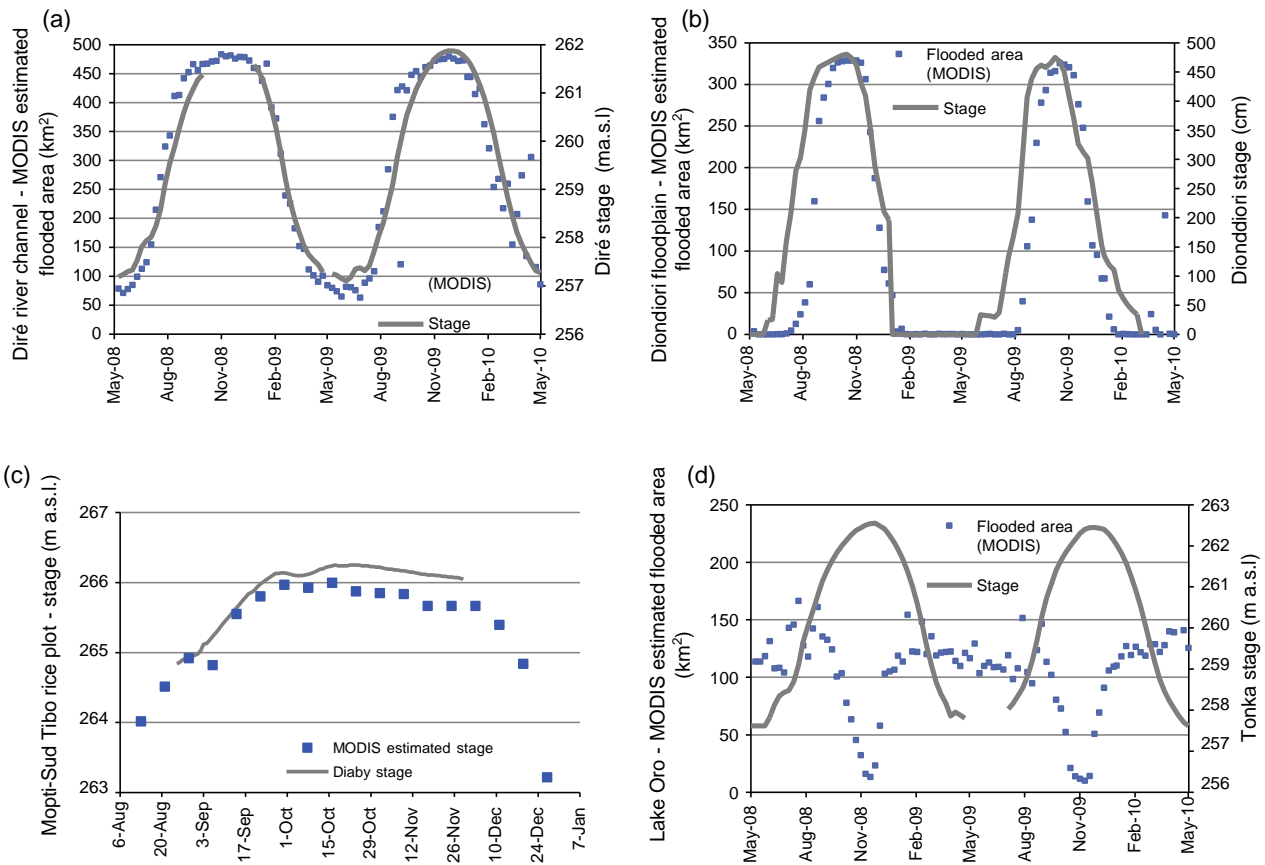 (a)
Diré river channel - MODIS estimated
flooded area (km²)
500
450
400
350
300
250
200
150
100
50
0
262
261
260
259
258
257
256
Diré stage (ma.s.l)
(MODIS)
Stage
May-08
Aug-08
Nov-08
Feb-09
May-09
Aug-09
Nov-09
Feb-10
May-10
(b)
Diondiori floodplain - MODIS estimated
flooded area (km²)
350
300
250
200
150
100
50
0
Flooded area
(MODIS)
Stage
500
450
400
350
300
250
200
150
100
50
0
Dionddiori stage (cm)
May-08
Aug-08
Nov-08
Feb-09
May-09
Aug-09
Nov-09
Feb-10
May-10
(c)
Mopti-Sud Tibo rice plot - stage (m a.s.l.)
267
266
265
264
263
MODIS estimated stage
Diaby stage
6-Aug
20-Aug
3-Sep
17-Sep
1-Oct
15-Oct
29-Oct
12-Nov
26-Nov
10-Dec
24-Dec
7-Jan
(d)
Lake Oro - MODIS estimated flooded area
(km²)
250
200
150
100
50
0
Flooded area
(MODIS)
Stage
263
262
261
260
259
258
257
256
Tonka stage (m a.s.l)
May-08
Aug-08
Nov-08
Feb-09
May-09
Aug-09
Nov-09
Feb-10
May-10